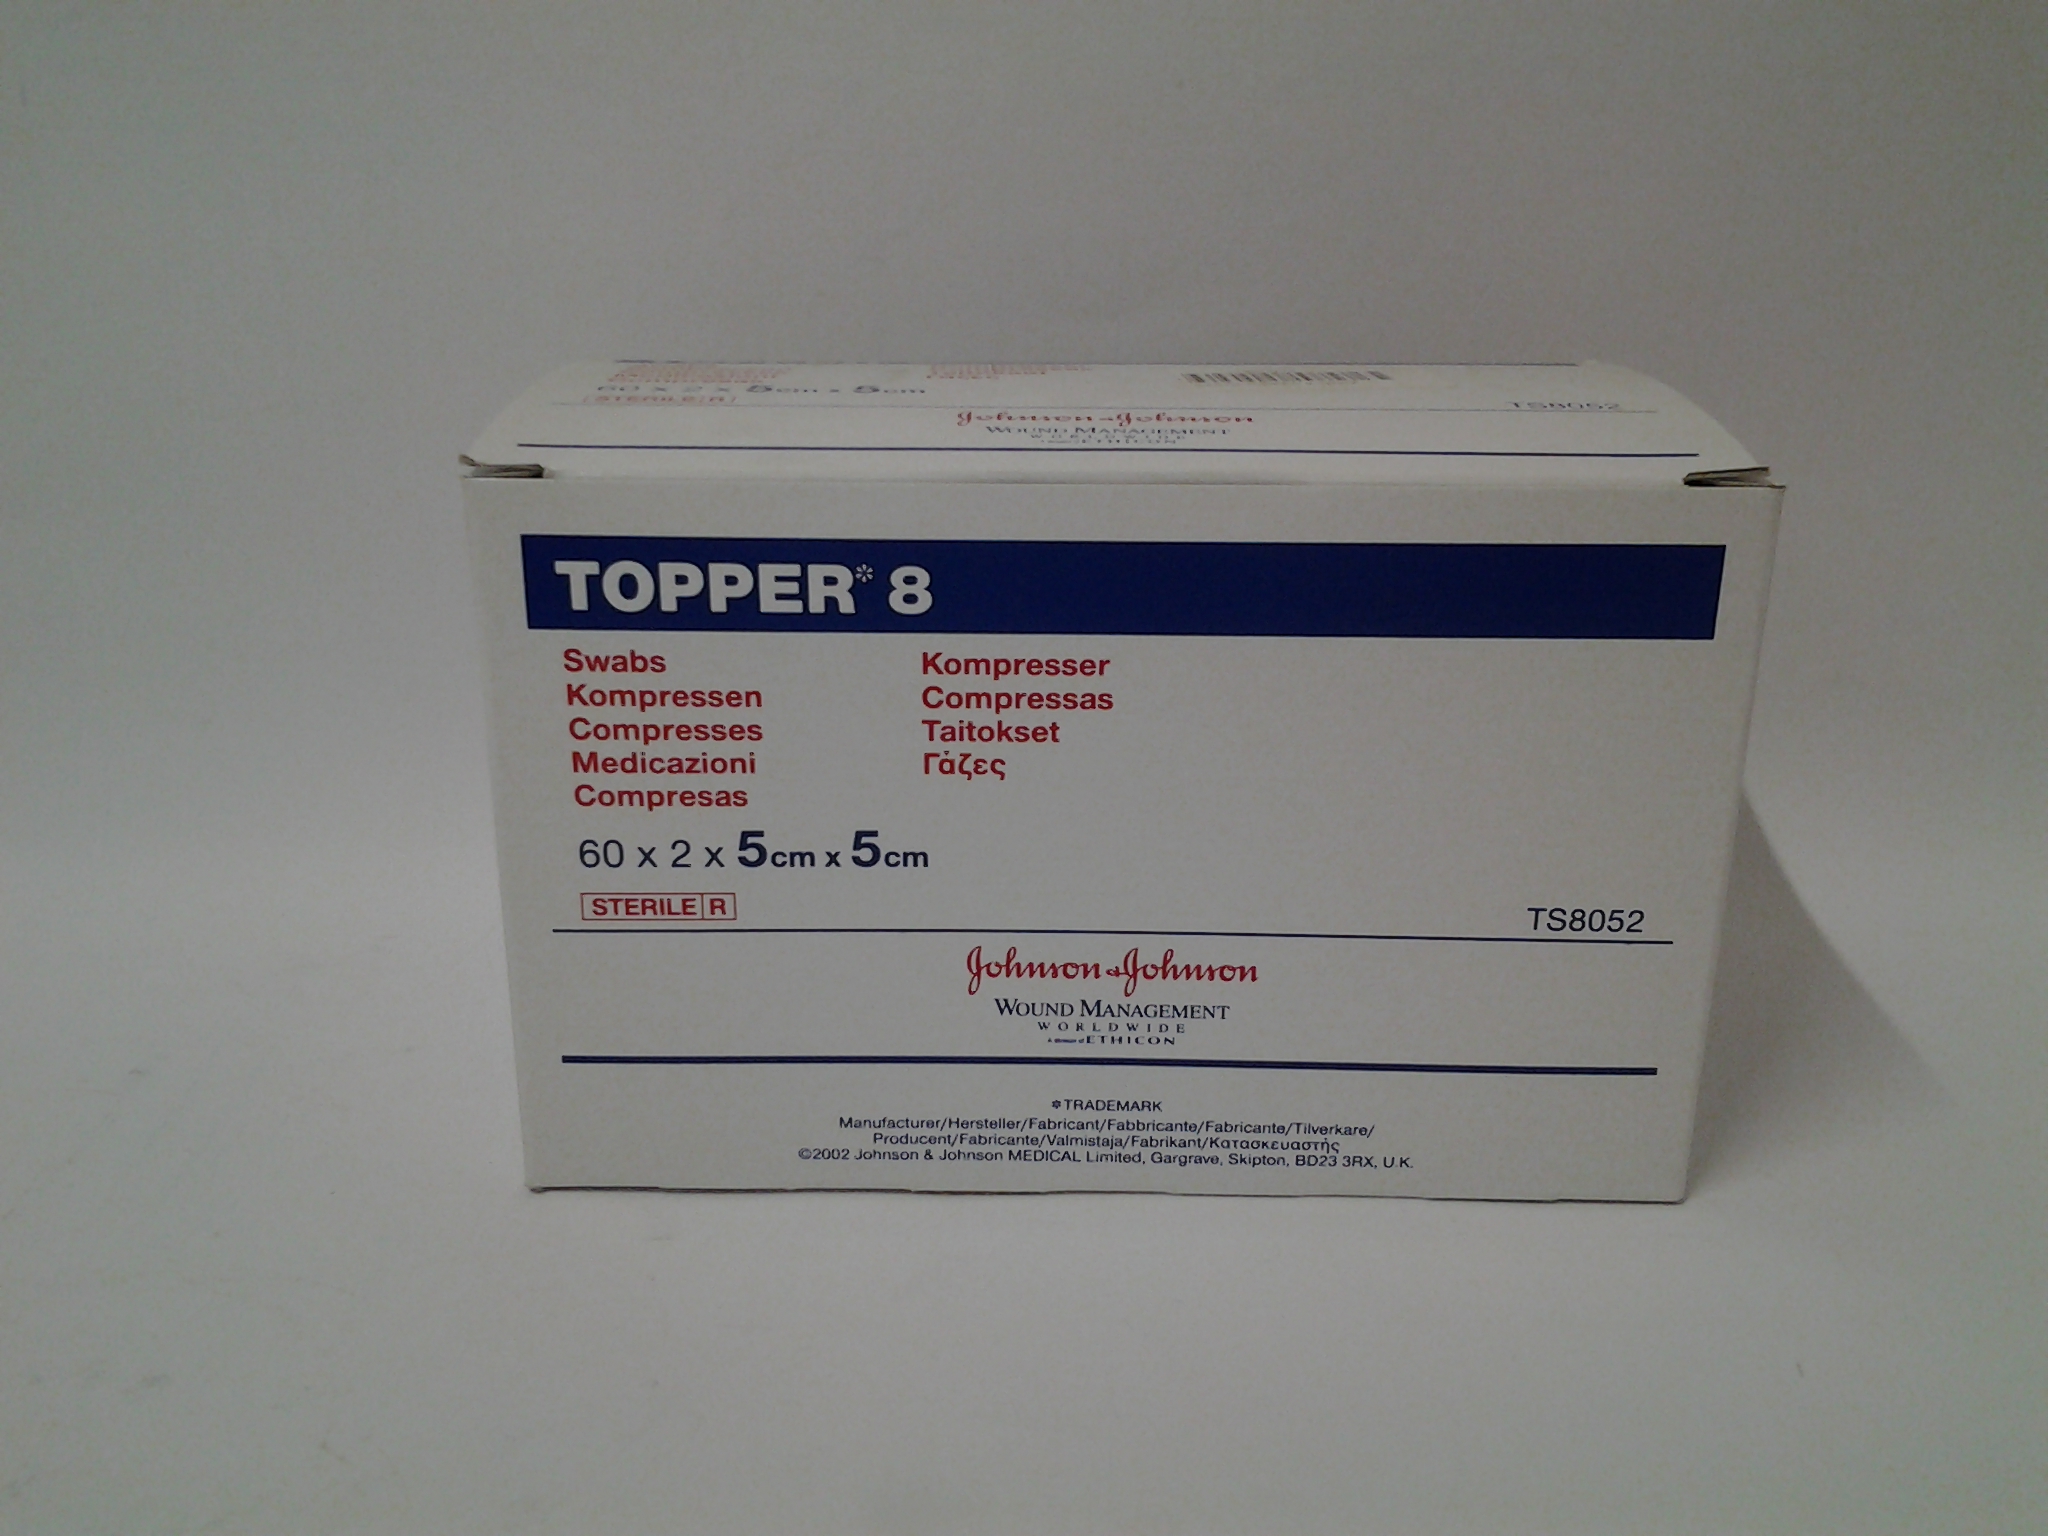 60 x 2 x 5cm x 5cm
STERILE R
TS8052
Johnson & Johnson
WOUND MANAGEMENT
WORLDWIDE
ETHICON
TOPPER* 8
Swabs
Kompressen
Compresses
Medicazioni
Compresas
Kompresser
Compressas
Taitokset
Γάζες
60 x 2 x 5cm x 5cm
STERILE R
TS8052
Johnson & Johnson
WOUND MANAGEMENT
WORLDWIDE
ETHICON
*TRADEMARK
Manufacturer/Hersteller/Fabricant/Fabbricante/Fabricante/Tilverkare/
Producent/Fabricante/Valmistaja/Fabrikant/Κατασκευαστής
©2002 Johnson & Johnson MEDICAL Limited, Gargrave, Skipton, BD23 3RX, U.K.